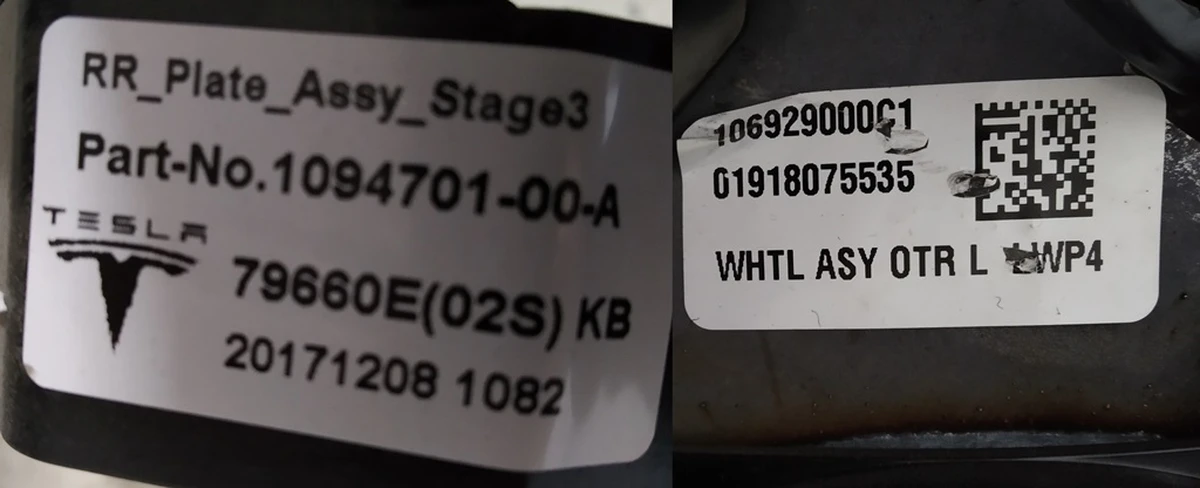 RR_Plate_Assy_Stage3
Part-No.1094701-00-A
TESLA
79660E(02S) KB
20171208 1082
01918075535
WHTL ASY OTR L